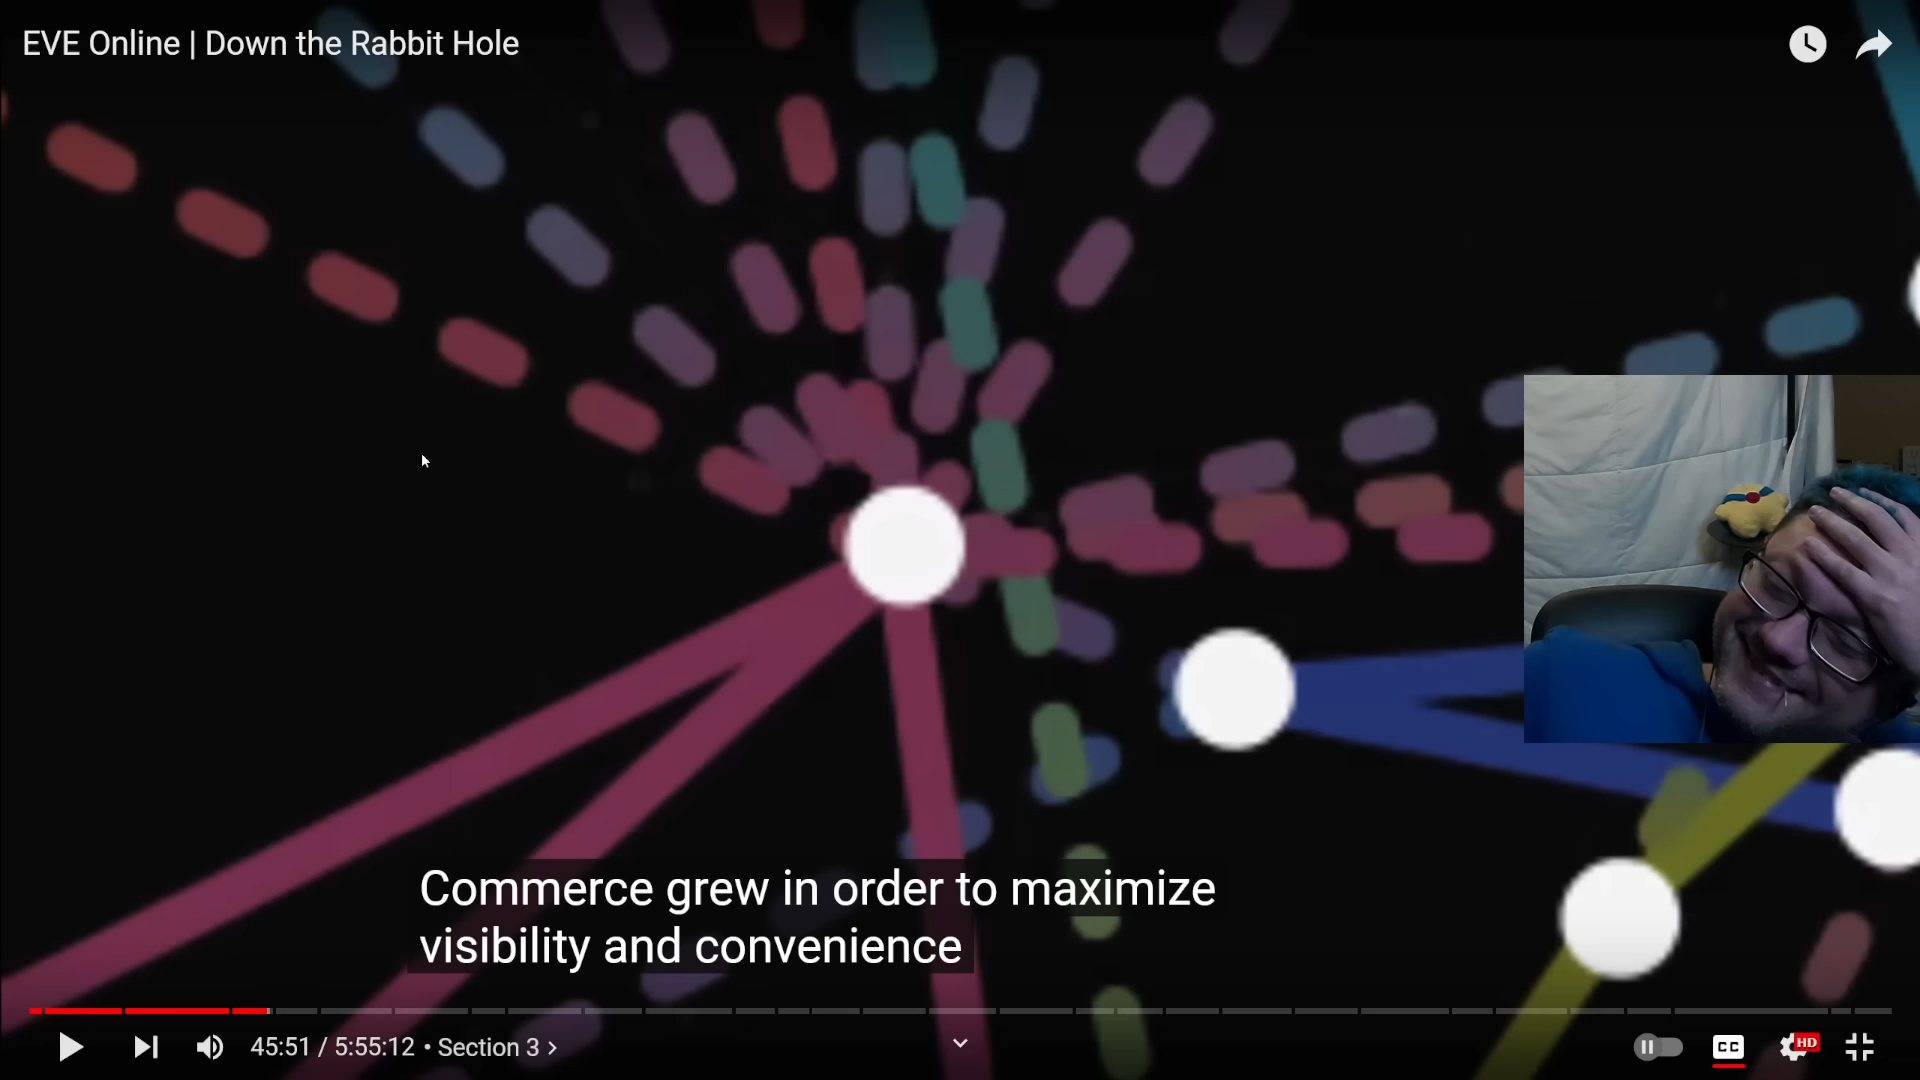 EVE Online | Down the Rabbit Hole
Commerce grew in order to maximize
visibility and convenience
45:51 / 5:55:12 • Section 3 >
CC
HD